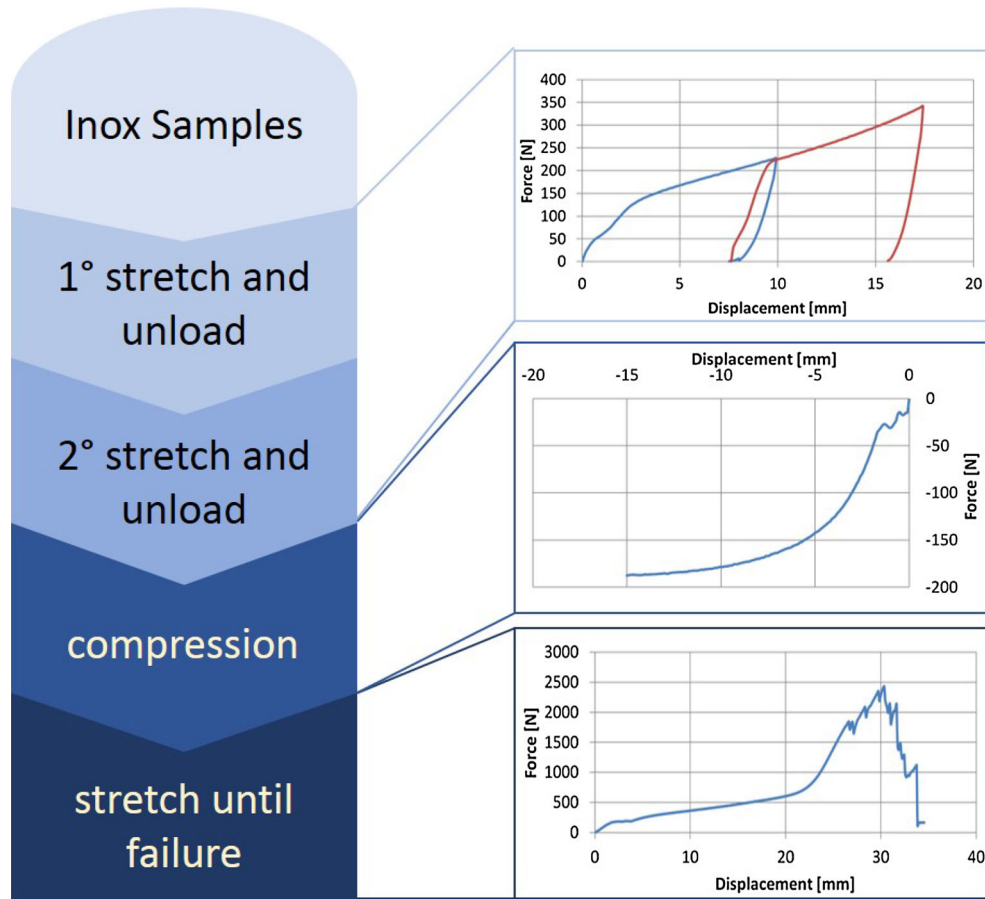 Inox Samples
1° stretch and
unload
2° stretch and
unload
compression
stretch until
failure
400
350
300
250
200
150
100
50
0
Force [N]
0 5 10 15 20
Displacement [mm]
Displacement [mm]
-20 -15 -10 -5 0
0
-50
-100
-150
-200
Force [N]
3000
2500
2000
1500
1000
500
0
Force [N]
0 10 20 30 40
Displacement [mm]